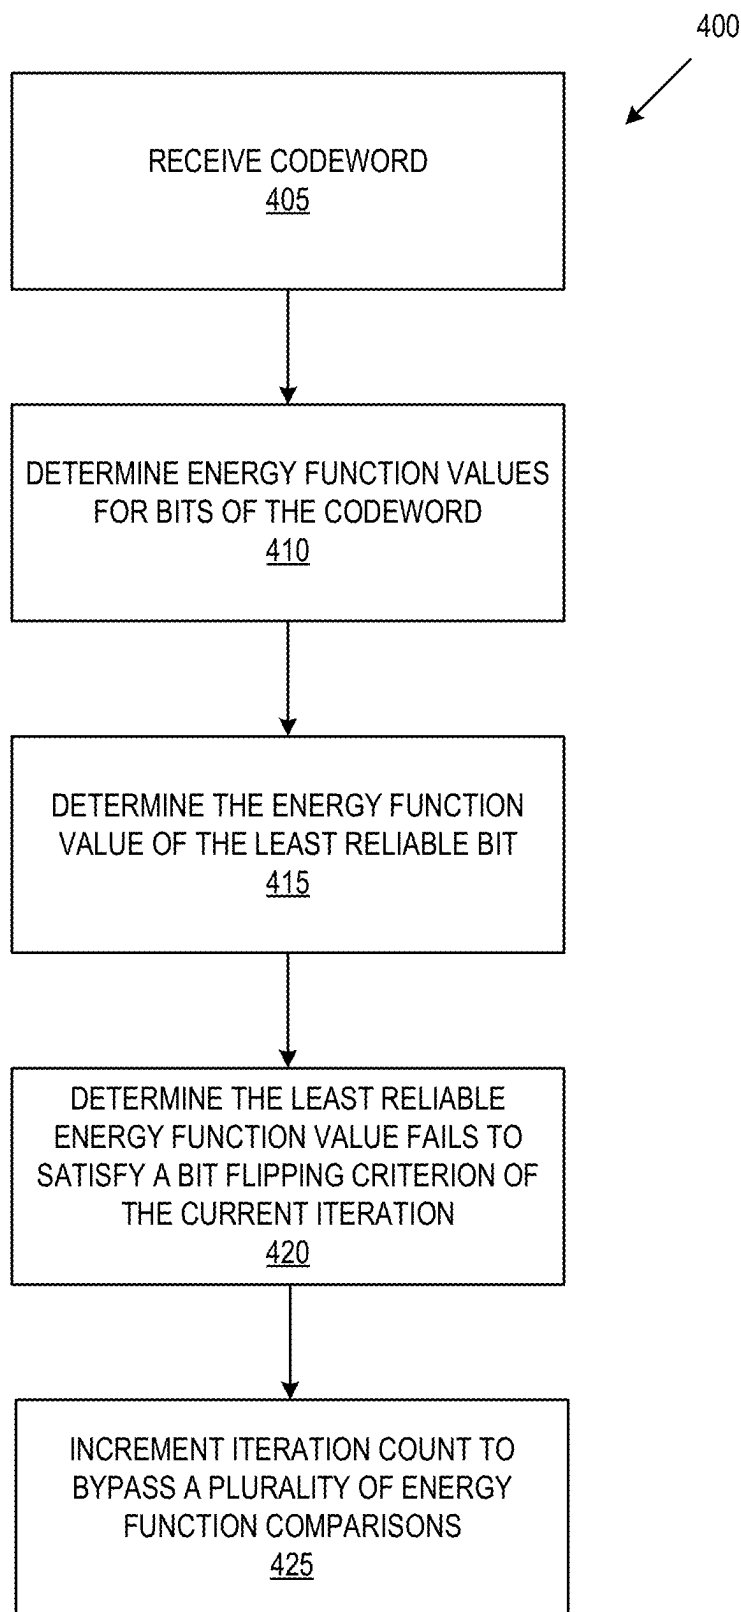 400
RECEIVE CODEWORD
405
DETERMINE ENERGY FUNCTION VALUES
FOR BITS OF THE CODEWORD
410
DETERMINE THE ENERGY FUNCTION
VALUE OF THE LEAST RELIABLE BIT
415
DETERMINE THE LEAST RELIABLE
ENERGY FUNCTION VALUE FAILS TO
SATISFY A BIT FLIPPING CRITERION OF
THE CURRENT ITERATION
420
INCREMENT ITERATION COUNT TO
BYPASS A PLURALITY OF ENERGY
FUNCTION COMPARISONS
425